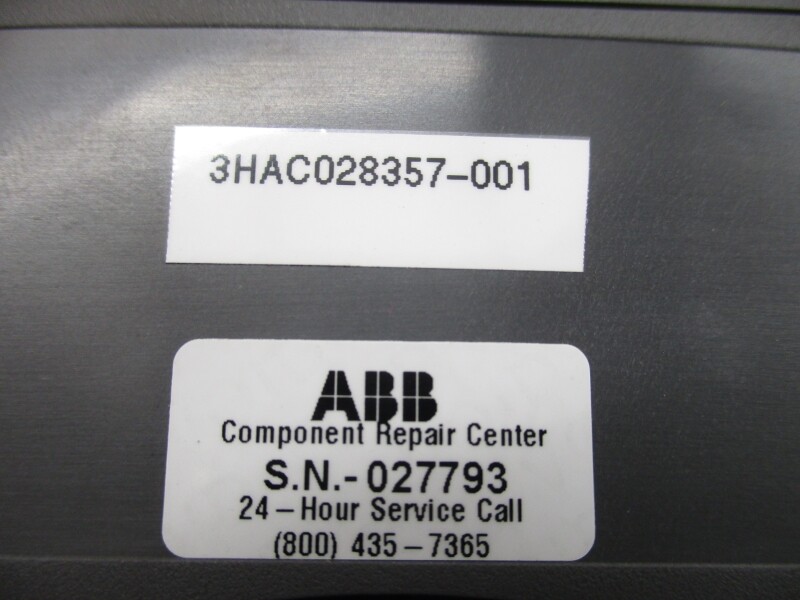 3HAC028357-001
ABB
Component Repair Center
S.N.-027793
24-Hour Service Call
(800) 435-7365